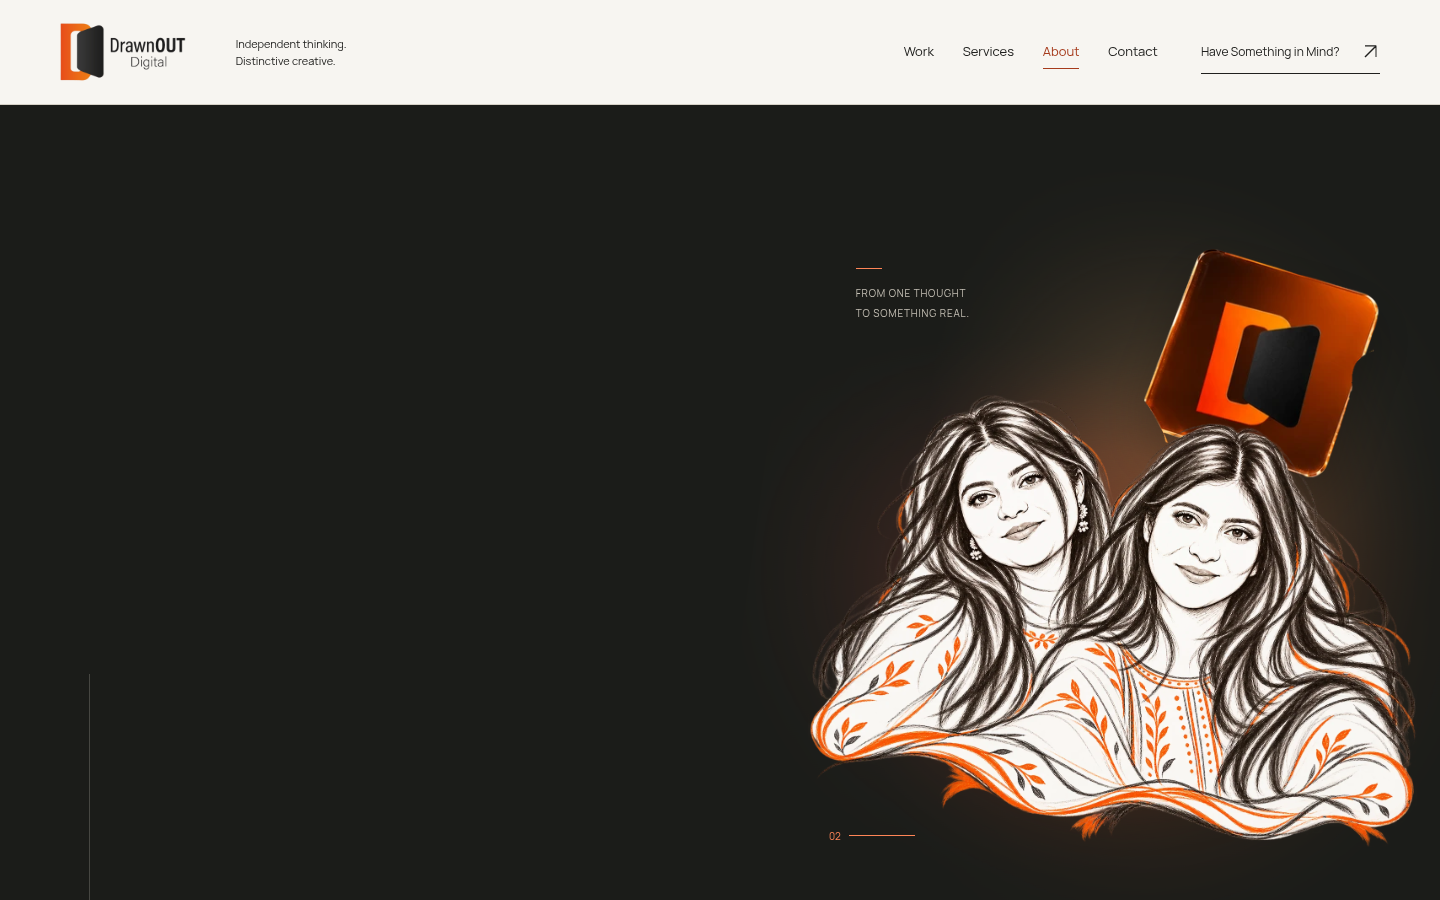 DrawnOUT
Digital
Independent thinking.
Distinctive creative.
Work
Services
About
Contact
Have Something in Mind?
FROM ONE THOUGHT
TO SOMETHING REAL.
02